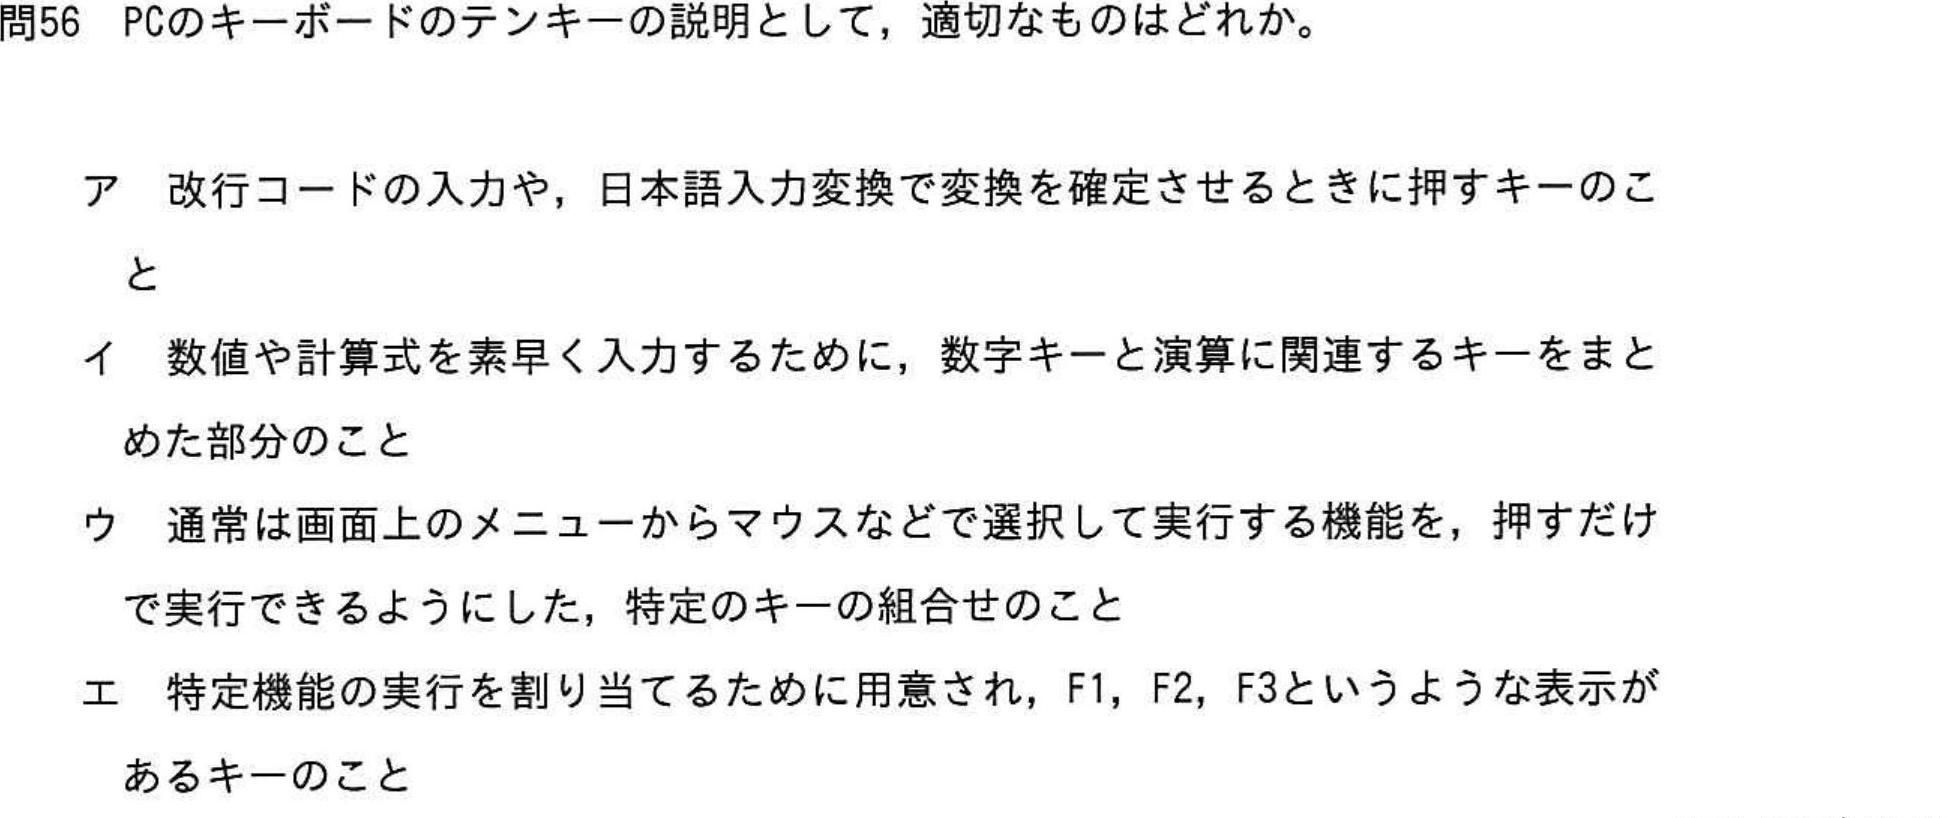 問56　PCのキーボードのテンキーの説明として，適切なものはどれか。
ア　改行コードの入力や，日本語入力変換で変換を確定させるときに押すキーのこ
と
イ　数値や計算式を素早く入力するために，数字キーと演算に関連するキーをまと
めた部分のこと
ウ　通常は画面上のメニューからマウスなどで選択して実行する機能を，押すだけ
で実行できるようにした，特定のキーの組合せのこと
エ　特定機能の実行を割り当てるために用意され，F1，F2，F3というような表示が
あるキーのこと